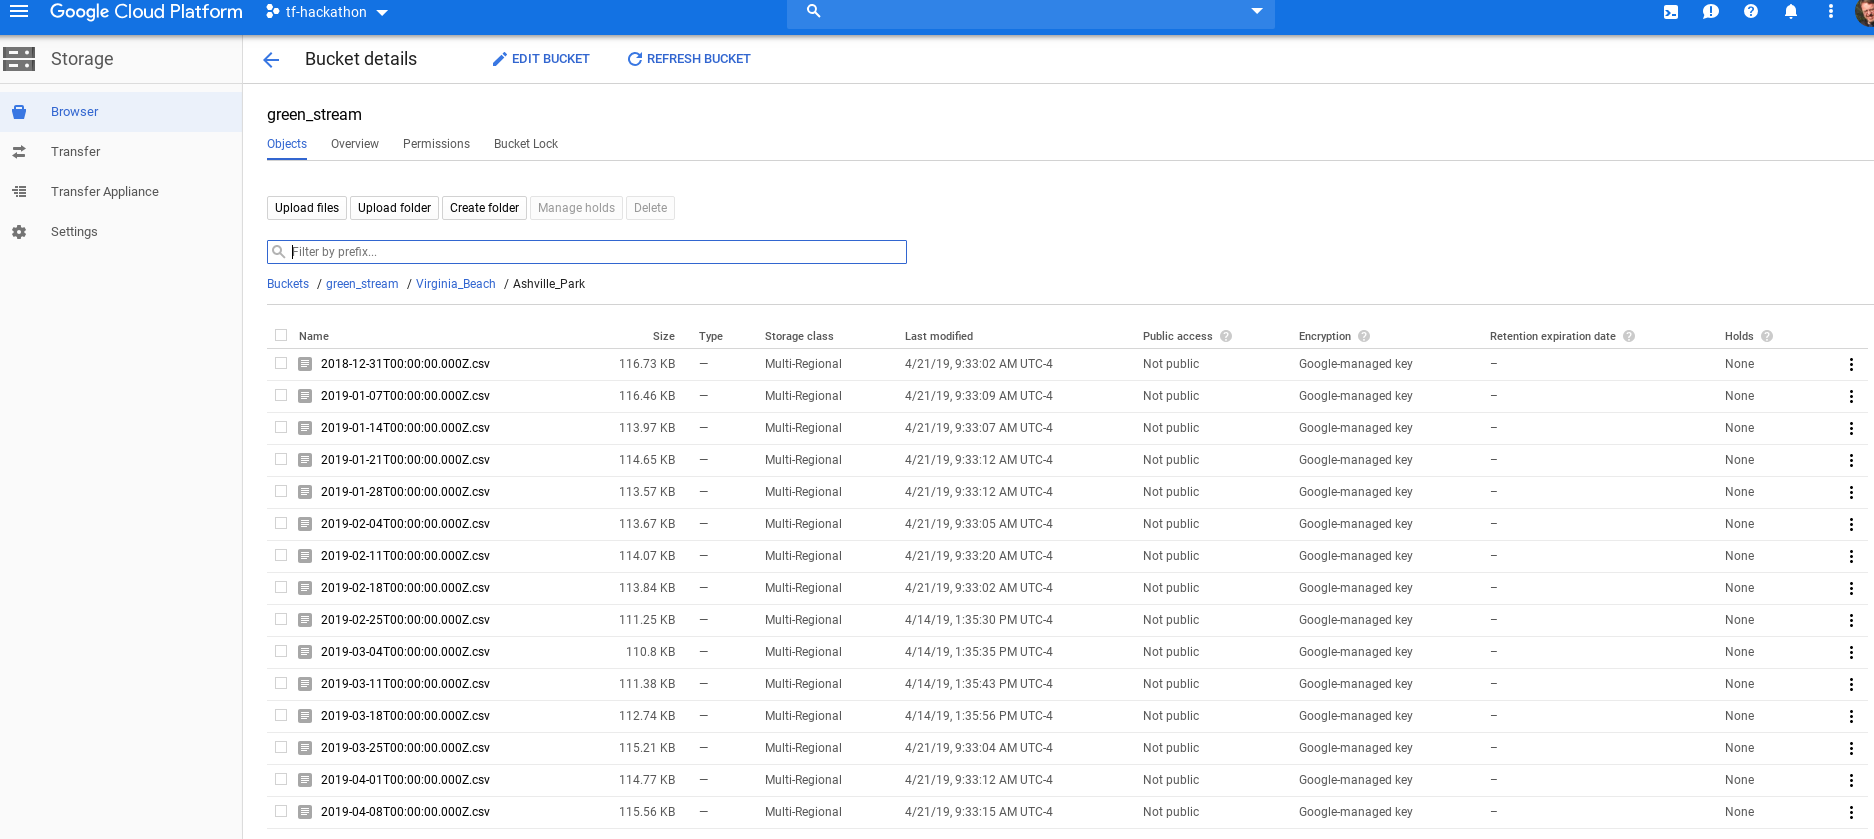 Google Cloud Platform tf-hackathon
Storage
Bucket details EDIT BUCKET REFRESH BUCKET
Browser
Transfer
Transfer Appliance
Settings
green_stream
Objects Overview Permissions Bucket Lock
Upload files Upload folder Create folder Manage holds Delete
Filter by prefix...
Buckets / green_stream / Virginia_Beach / Ashville_Park
Name Size Type Storage class Last modified Public access ? Encryption ? Retention expiration date ? Holds ?
2018-12-31T00:00:00.000Z.csv 116.73 KB — Multi-Regional 4/21/19, 9:33:02 AM UTC-4 Not public Google-managed key – None
2019-01-07T00:00:00.000Z.csv 116.46 KB — Multi-Regional 4/21/19, 9:33:09 AM UTC-4 Not public Google-managed key – None
2019-01-14T00:00:00.000Z.csv 113.97 KB — Multi-Regional 4/21/19, 9:33:07 AM UTC-4 Not public Google-managed key – None
2019-01-21T00:00:00.000Z.csv 114.65 KB — Multi-Regional 4/21/19, 9:33:12 AM UTC-4 Not public Google-managed key – None
2019-01-28T00:00:00.000Z.csv 113.57 KB — Multi-Regional 4/21/19, 9:33:12 AM UTC-4 Not public Google-managed key – None
2019-02-04T00:00:00.000Z.csv 113.67 KB — Multi-Regional 4/21/19, 9:33:05 AM UTC-4 Not public Google-managed key – None
2019-02-11T00:00:00.000Z.csv 114.07 KB — Multi-Regional 4/21/19, 9:33:20 AM UTC-4 Not public Google-managed key – None
2019-02-18T00:00:00.000Z.csv 113.84 KB — Multi-Regional 4/21/19, 9:33:02 AM UTC-4 Not public Google-managed key – None
2019-02-25T00:00:00.000Z.csv 111.25 KB — Multi-Regional 4/14/19, 1:35:30 PM UTC-4 Not public Google-managed key – None
2019-03-04T00:00:00.000Z.csv 110.8 KB — Multi-Regional 4/14/19, 1:35:35 PM UTC-4 Not public Google-managed key – None
2019-03-11T00:00:00.000Z.csv 111.38 KB — Multi-Regional 4/14/19, 1:35:43 PM UTC-4 Not public Google-managed key – None
2019-03-18T00:00:00.000Z.csv 112.74 KB — Multi-Regional 4/14/19, 1:35:56 PM UTC-4 Not public Google-managed key – None
2019-03-25T00:00:00.000Z.csv 115.21 KB — Multi-Regional 4/21/19, 9:33:04 AM UTC-4 Not public Google-managed key – None
2019-04-01T00:00:00.000Z.csv 114.77 KB — Multi-Regional 4/21/19, 9:33:12 AM UTC-4 Not public Google-managed key – None
2019-04-08T00:00:00.000Z.csv 115.56 KB — Multi-Regional 4/21/19, 9:33:15 AM UTC-4 Not public Google-managed key – None